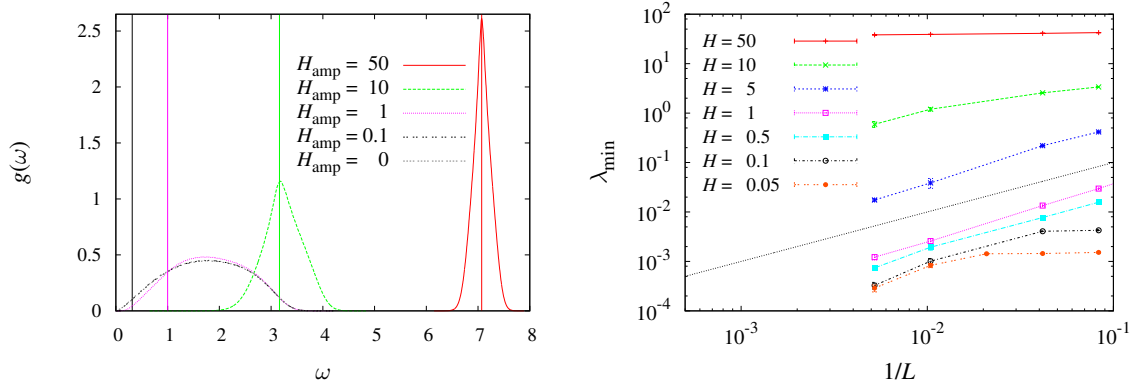 2.5
2
1.5
1
0.5
0
g(ω)
H_amp = 50
H_amp = 10
H_amp = 1
H_amp = 0.1
H_amp = 0
0 1 2 3 4 5 6 7 8
ω
10^2
10^1
10^0
10^-1
10^-2
10^-3
10^-4
λ_min
H = 50
H = 10
H = 5
H = 1
H = 0.5
H = 0.1
H = 0.05
10^-3 10^-2 10^-1
1/L